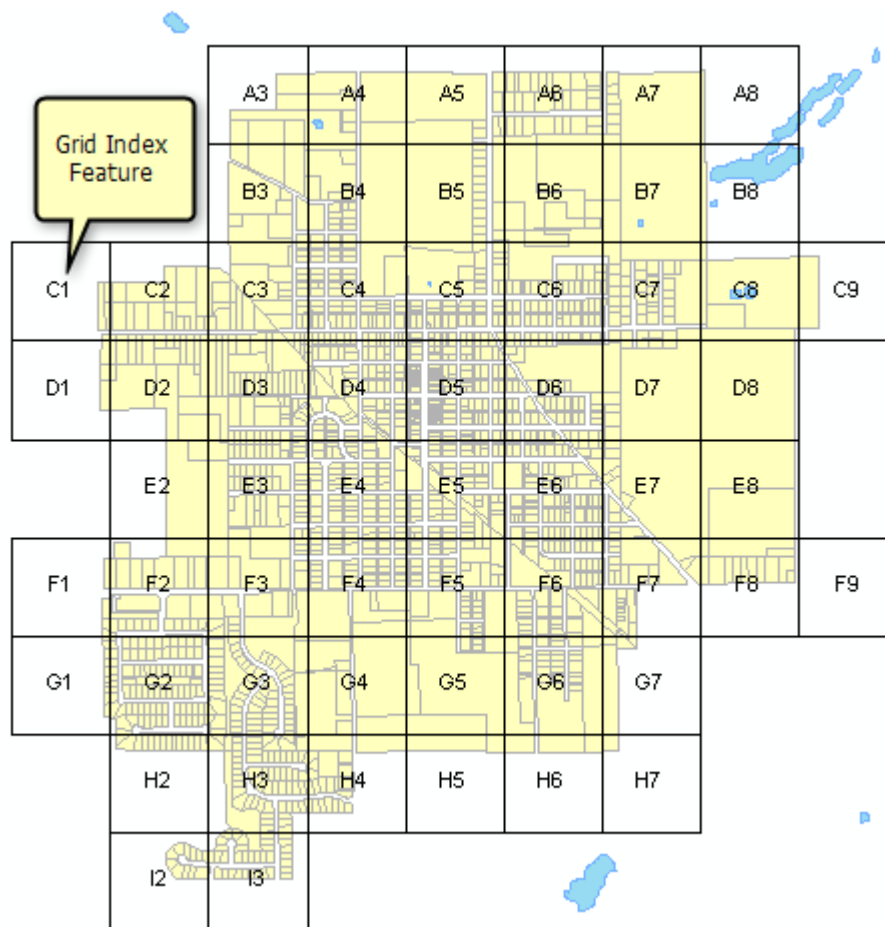 A3 A4 A5 A6 A7 A8
Grid Index
Feature
B3 B4 B5 B6 B7 B8
C1 C2 C3 C4 C5 C6 C7 C8 C9
D1 D2 D3 D4 D5 D6 D7 D8
E2 E3 E4 E5 E6 E7 E8
F1 F2 F3 F4 F5 F6 F7 F8 F9
G1 G2 G3 G4 G5 G6 G7
H2 H3 H4 H5 H6 H7
I2 I3